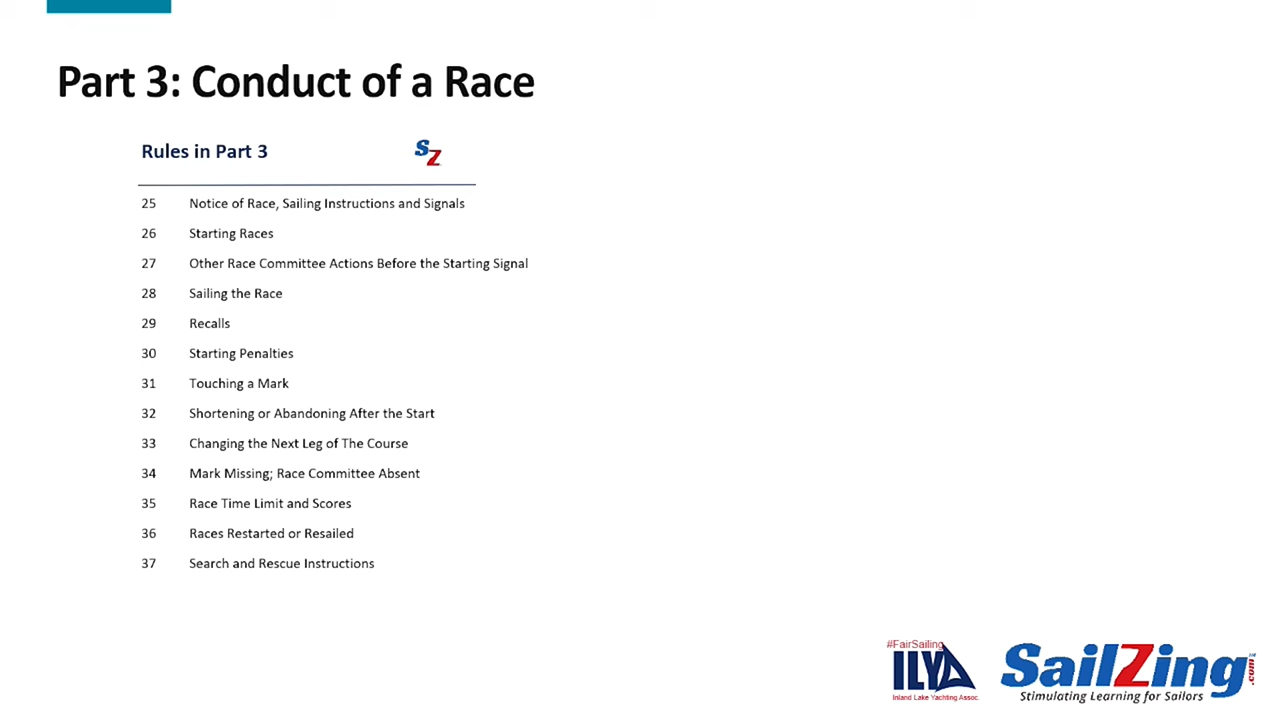 Part 3: Conduct of a Race
Rules in Part 3
SZ
25 Notice of Race, Sailing Instructions and Signals
26 Starting Races
27 Other Race Committee Actions Before the Starting Signal
28 Sailing the Race
29 Recalls
30 Starting Penalties
31 Touching a Mark
32 Shortening or Abandoning After the Start
33 Changing the Next Leg of The Course
34 Mark Missing; Race Committee Absent
35 Race Time Limit and Scores
36 Races Restarted or Resailed
37 Search and Rescue Instructions
#FairSailing
ILYA
Inland Lake Yachting Assoc.
SailZing.com™
Stimulating Learning for Sailors